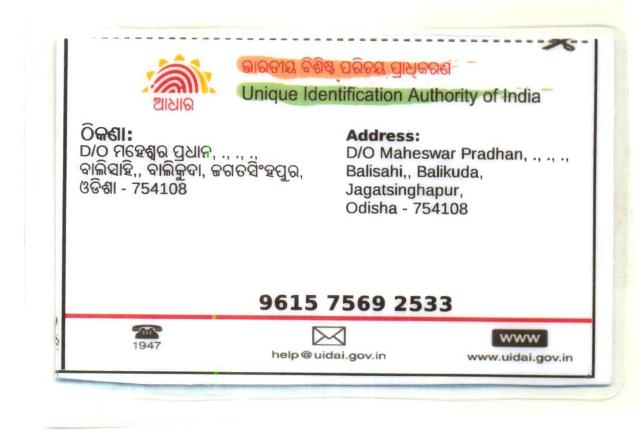 ଭାରତୀୟ ବିଶିଷ୍ଟ ପରିଚୟ ପ୍ରାଧିକରଣ
Unique Identification Authority of India
ଆଧାର
ଠିକଣା:
D/O ମହେଶ୍ୱର ପ୍ରଧାନ, ., ., .,
ବାଲିସାହି,, ବାଲିକୁଦା, ଜଗତସିଂହପୁର,
ଓଡିଶା - 754108
Address:
D/O Maheswar Pradhan, ., ., .,
Balisahi,, Balikuda,
Jagatsinghapur,
Odisha - 754108
9615 7569 2533
1947
help@uidai.gov.in
WWW
www.uidai.gov.in